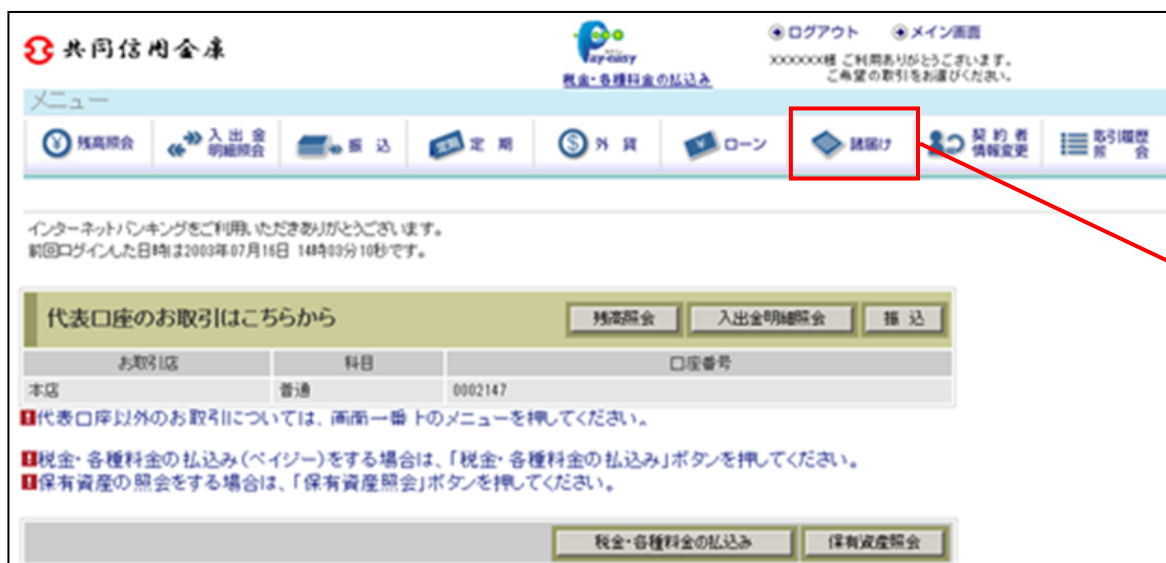 共同信用金庫
Pay-easy
税金・各種料金の払込み
ログアウト メイン画面
XXXXXXX様 ご利用ありがとうございます。
ご希望の取引をお選びください。
メニュー
残高照会 入出金明細照会 振 込 定 期 外 貨 ローン 諸届け 契約者情報変更 取引履歴照会
インターネットバンキングをご利用いただきありがとうございます。
前回ログインした日時は2003年07月16日 14時03分10秒です。
代表口座のお取引はこちらから 残高照会 入出金明細照会 振 込
お取引店 科目 口座番号
本店 普通 0002147
代表口座以外のお取引については、画面一番上のメニューを押してください。
税金・各種料金の払込み(ペイジー)をする場合は、「税金・各種料金の払込み」ボタンを押してください。
保有資産の照会をする場合は、「保有資産照会」ボタンを押してください。
税金・各種料金の払込み 保有資産照会